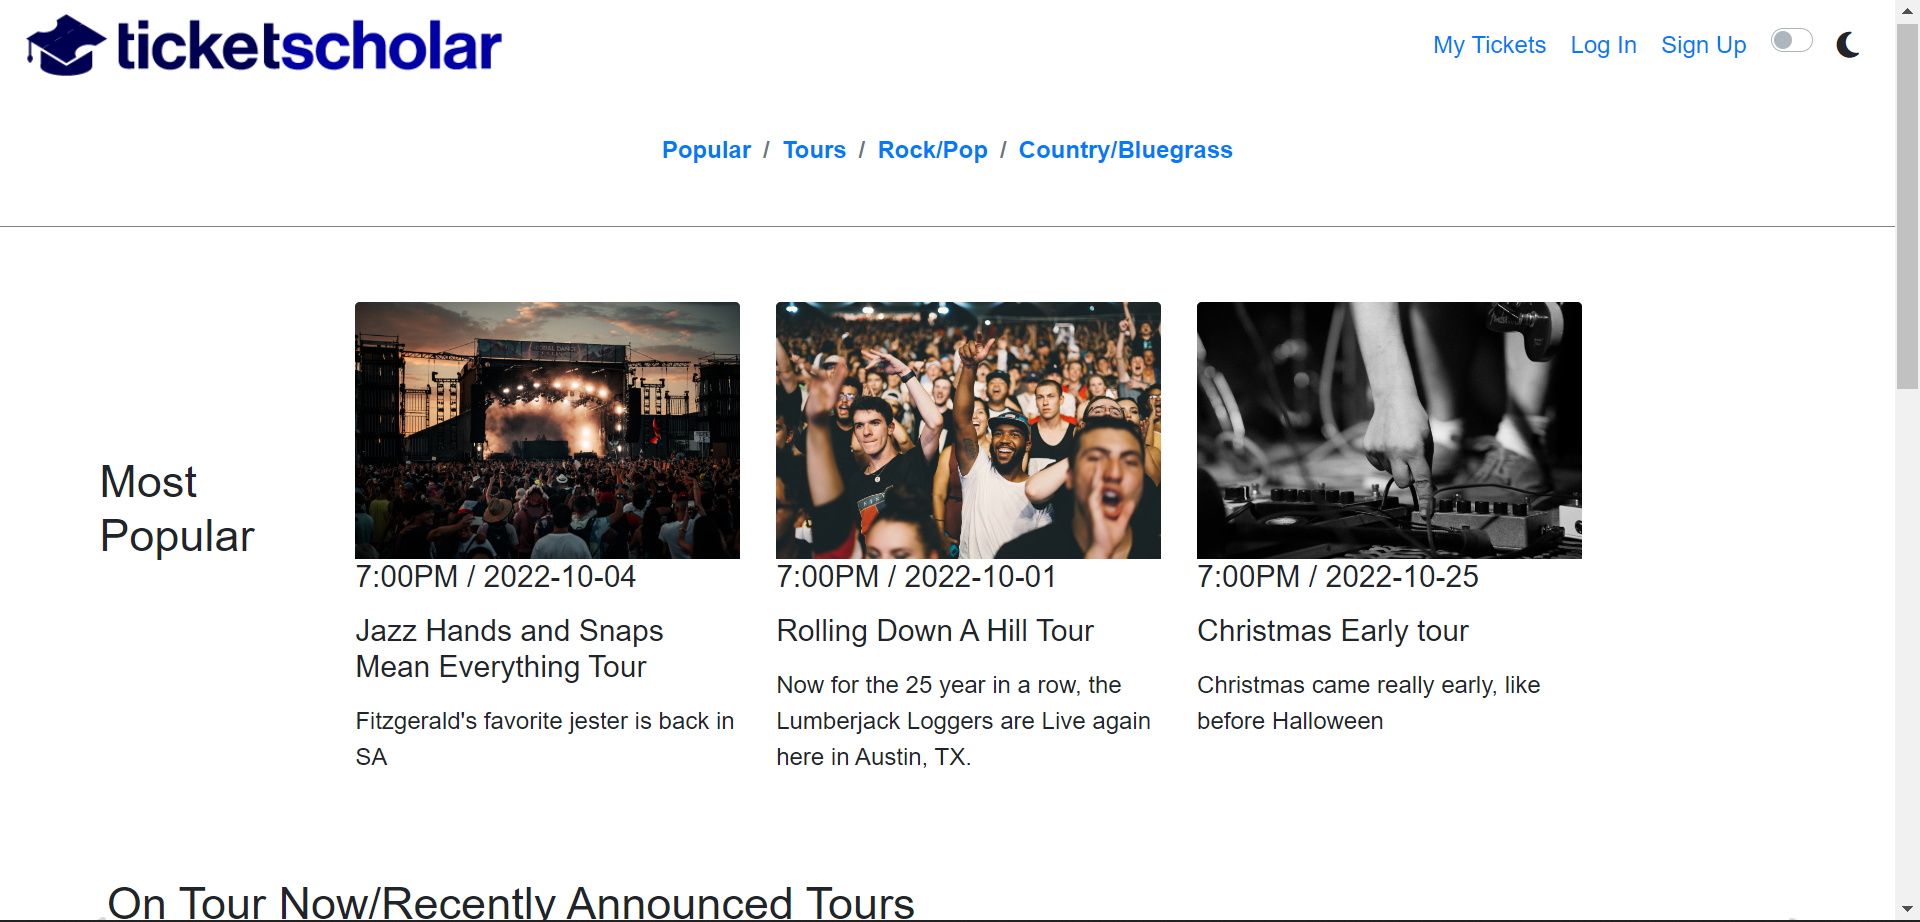 ticketscholar
My Tickets Log In Sign Up
Popular / Tours / Rock/Pop / Country/Bluegrass
Most
Popular
7:00PM / 2022-10-04
Jazz Hands and Snaps
Mean Everything Tour
Fitzgerald's favorite jester is back in
SA
7:00PM / 2022-10-01
Rolling Down A Hill Tour
Now for the 25 year in a row, the
Lumberjack Loggers are Live again
here in Austin, TX.
7:00PM / 2022-10-25
Christmas Early tour
Christmas came really early, like
before Halloween
On Tour Now/Recently Announced Tours